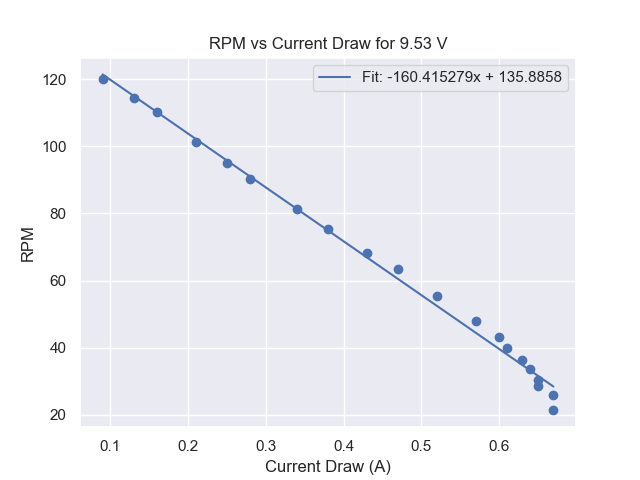 RPM vs Current Draw for 9.53 V
Fit: -160.415279x + 135.8858
120
100
80
60
40
20
RPM
0.1 0.2 0.3 0.4 0.5 0.6
Current Draw (A)